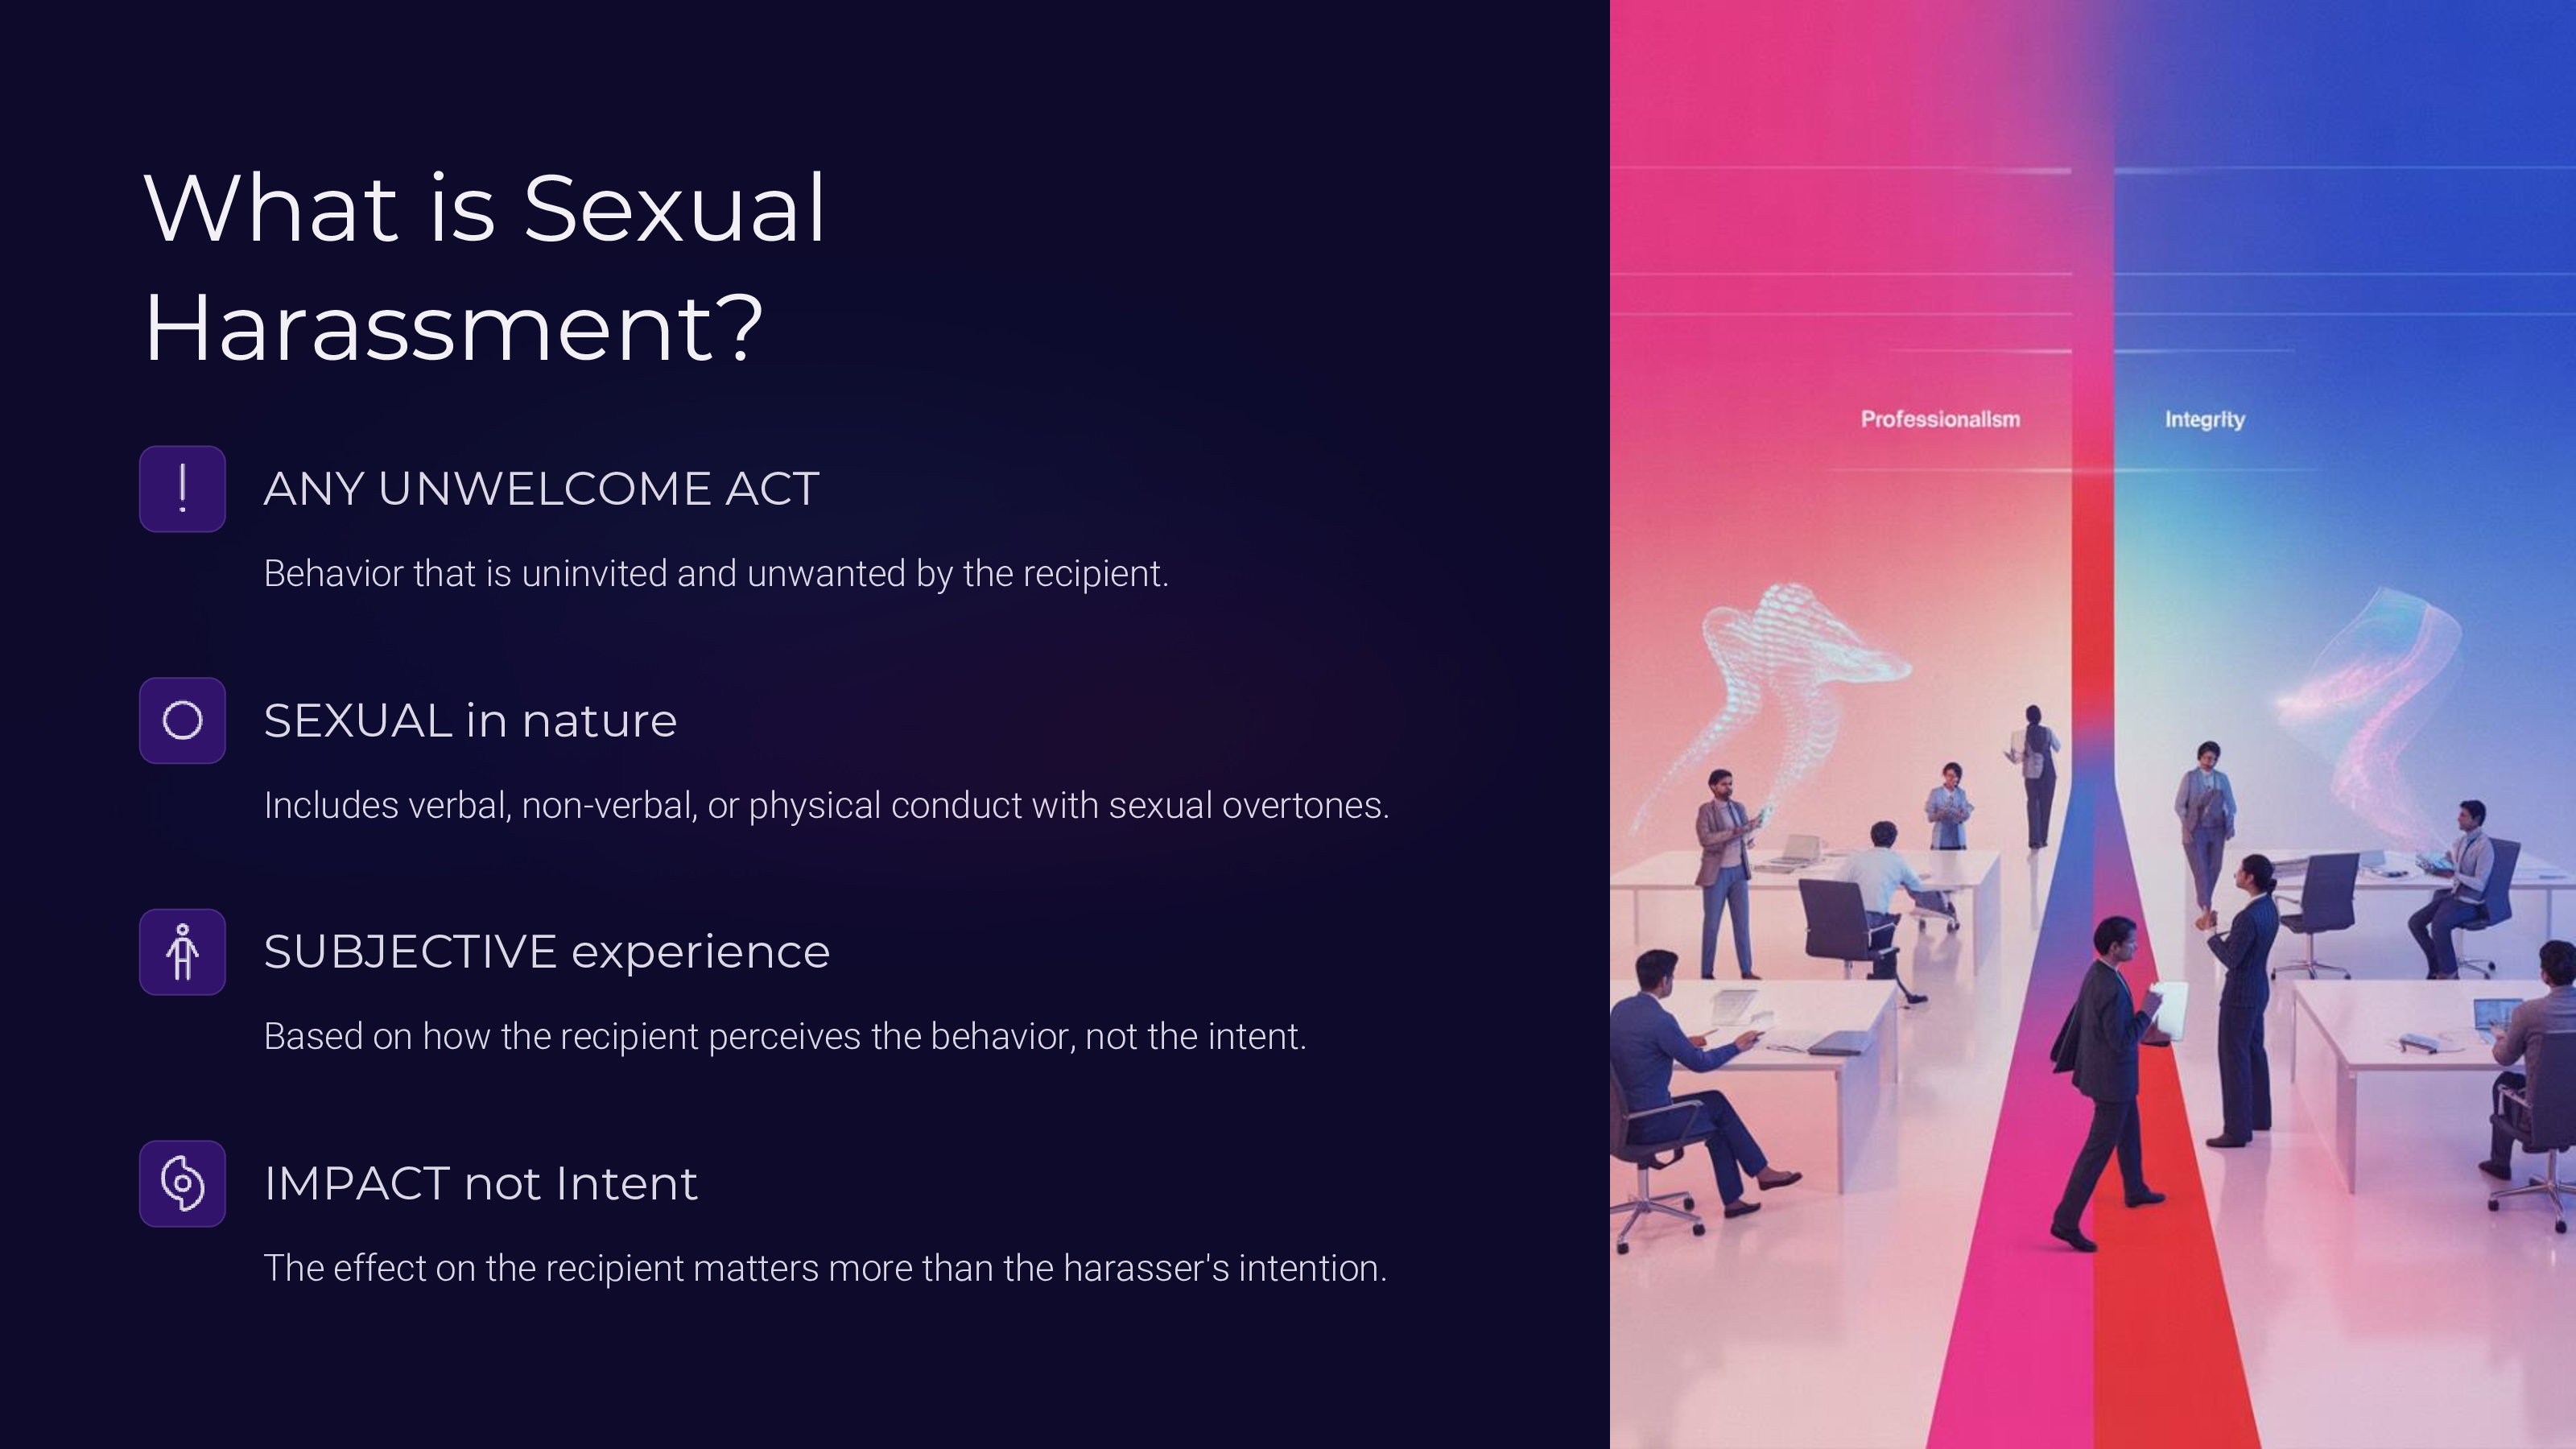 What is Sexual
Harassment?
ANY UNWELCOME ACT
Behavior that is uninvited and unwanted by the recipient.
SEXUAL in nature
Includes verbal, non-verbal, or physical conduct with sexual overtones.
SUBJECTIVE experience
Based on how the recipient perceives the behavior, not the intent.
IMPACT not Intent
The effect on the recipient matters more than the harasser's intention.
Professionalism
Integrity